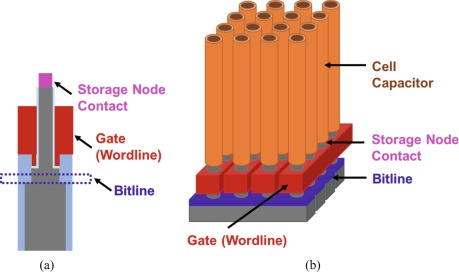 Storage Node
Contact
Gate
(Wordline)
Bitline
(a)
(b)
Cell
Capacitor
Storage Node
Contact
Bitline
Gate (Wordline)